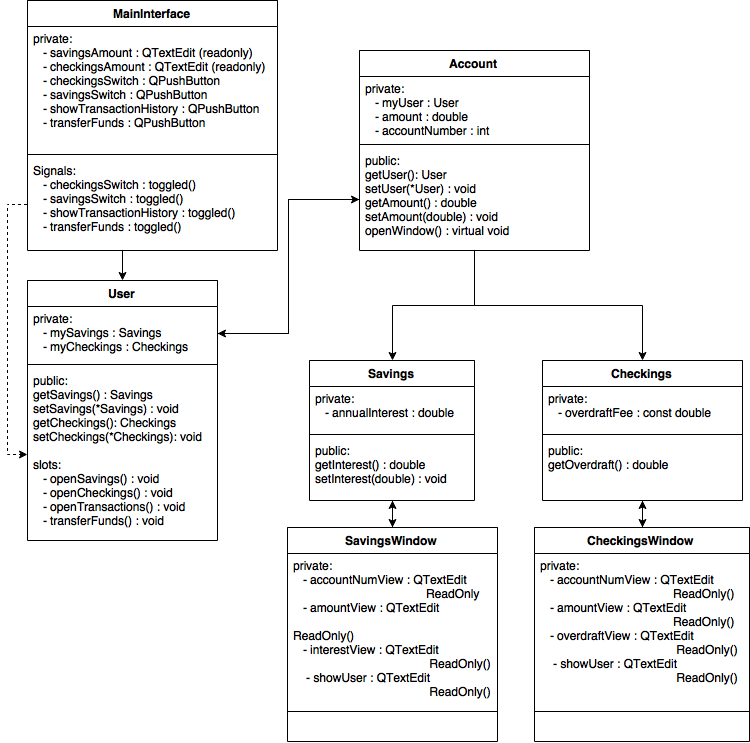 MainInterface
private:
- savingsAmount : QTextEdit (readonly)
- checkingsAmount : QTextEdit (readonly)
- checkingsSwitch : QPushButton
- savingsSwitch : QPushButton
- showTransactionHistory : QPushButton
- transferFunds : QPushButton
Signals:
- checkingsSwitch : toggled()
- savingsSwitch : toggled()
- showTransactionHistory : toggled()
- transferFunds : toggled()
Account
private:
- myUser : User
- amount : double
- accountNumber : int
public:
getUser(): User
setUser(*User) : void
getAmount() : double
setAmount(double) : void
openWindow() : virtual void
User
private:
- mySavings : Savings
- myCheckings : Checkings
public:
getSavings() : Savings
setSavings(*Savings) : void
getCheckings(): Checkings
setCheckings(*Checkings): void
slots:
- openSavings() : void
- openCheckings() : void
- openTransactions() : void
- transferFunds() : void
Savings
private:
- annualInterest : double
public:
getInterest() : double
setInterest(double) : void
Checkings
private:
- overdraftFee : const double
public:
getOverdraft() : double
SavingsWindow
private:
- accountNumView : QTextEdit
ReadOnly
- amountView : QTextEdit
ReadOnly()
- interestView : QTextEdit
ReadOnly()
- showUser : QTextEdit
ReadOnly()
CheckingsWindow
private:
- accountNumView : QTextEdit
ReadOnly()
- amountView : QTextEdit
ReadOnly()
- overdraftView : QTextEdit
ReadOnly()
- showUser : QTextEdit
ReadOnly()